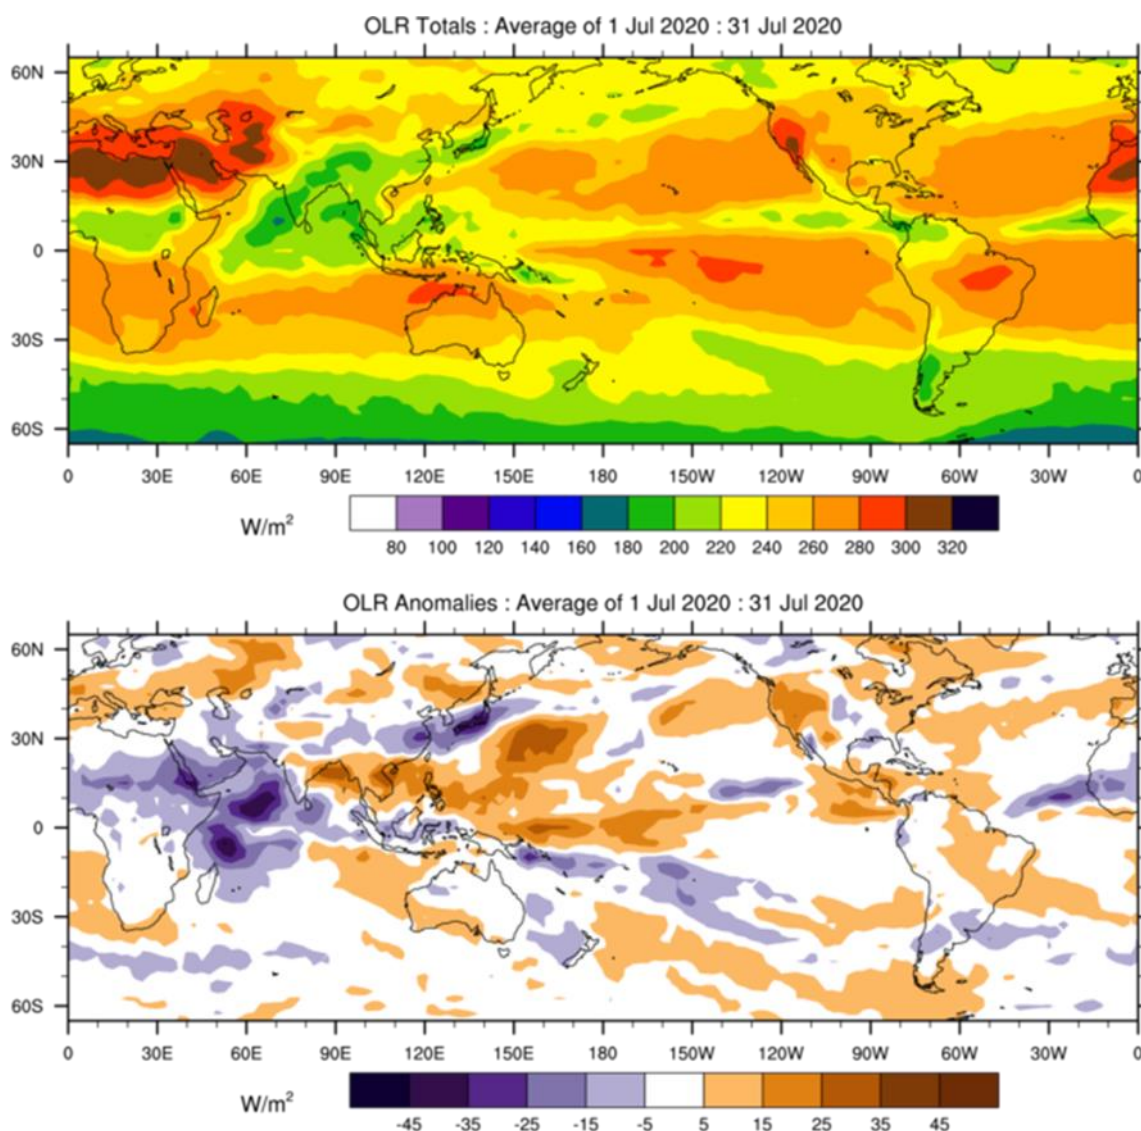 OLR Totals : Average of 1 Jul 2020 : 31 Jul 2020
60N
30N
0
30S
60S
0 30E 60E 90E 120E 150E 180 150W 120W 90W 60W 30W 0
W/m²
80 100 120 140 160 180 200 220 240 260 280 300 320
OLR Anomalies : Average of 1 Jul 2020 : 31 Jul 2020
60N
30N
0
30S
60S
0 30E 60E 90E 120E 150E 180 150W 120W 90W 60W 30W 0
W/m²
-45 -35 -25 -15 -5 5 15 25 35 45